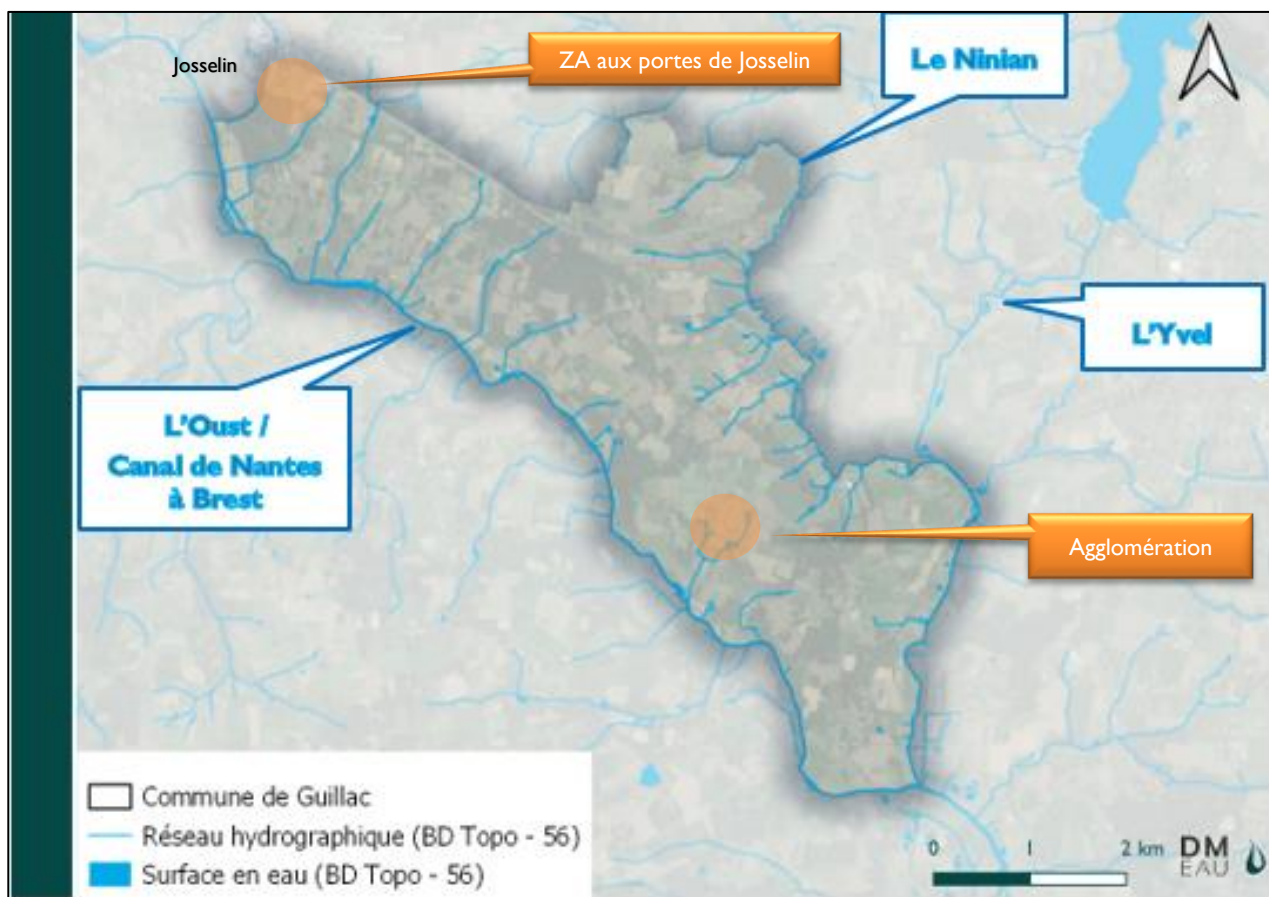 Josselin
ZA aux portes de Josselin
Le Ninian
L'Yvel
L'Oust /
Canal de Nantes
à Brest
Agglomération
Commune de Guillac
Réseau hydrographique (BD Topo - 56)
Surface en eau (BD Topo - 56)
0 1 2 km
DM
EAU